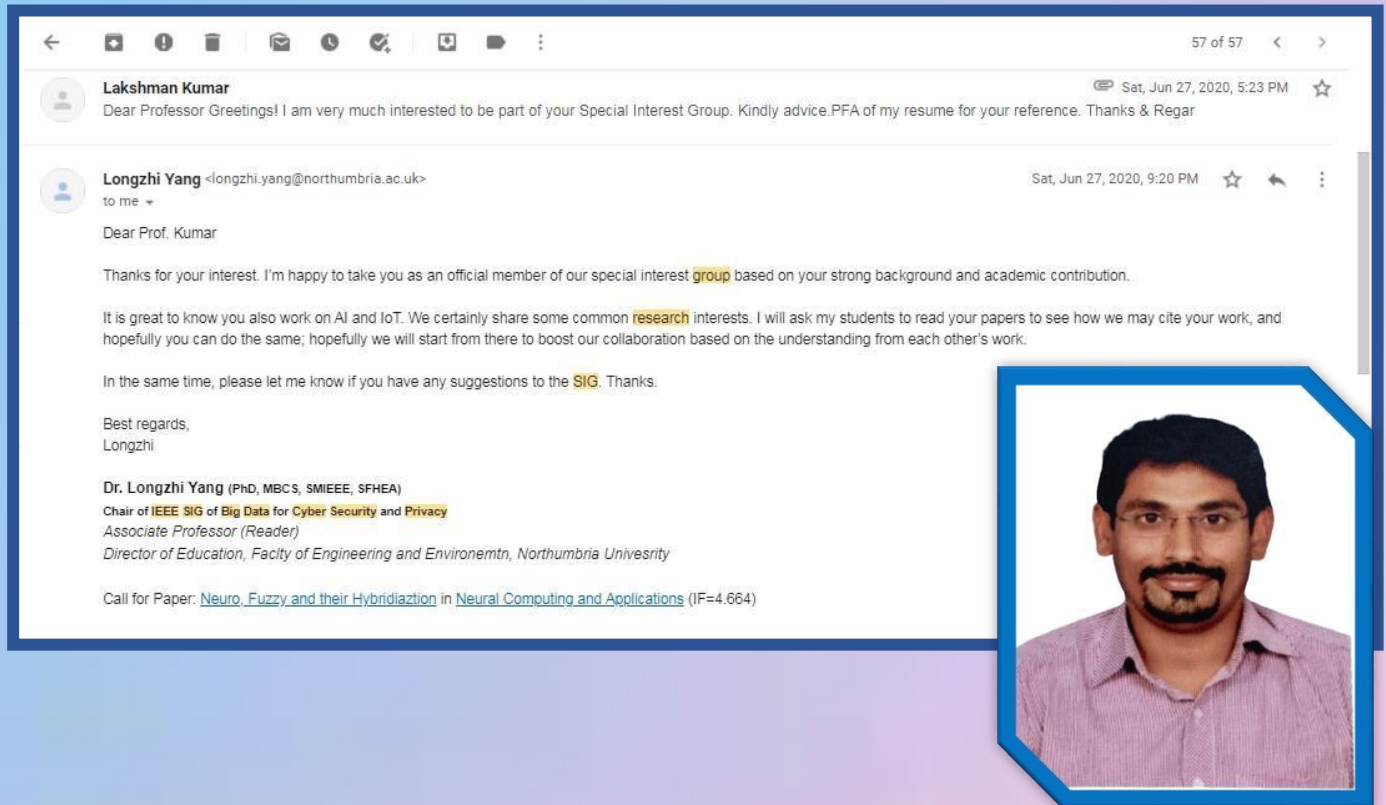 57 of 57
Lakshman Kumar
Sat, Jun 27, 2020, 5:23 PM
Dear Professor Greetings! I am very much interested to be part of your Special Interest Group. Kindly advice.PFA of my resume for your reference. Thanks & Regar
Longzhi Yang <longzhi.yang@northumbria.ac.uk>
Sat, Jun 27, 2020, 9:20 PM
to me
Dear Prof. Kumar
Thanks for your interest. I'm happy to take you as an official member of our special interest group based on your strong background and academic contribution.
It is great to know you also work on AI and IoT. We certainly share some common research interests. I will ask my students to read your papers to see how we may cite your work, and
hopefully you can do the same; hopefully we will start from there to boost our collaboration based on the understanding from each other's work.
In the same time, please let me know if you have any suggestions to the SIG. Thanks.
Best regards,
Longzhi
Dr. Longzhi Yang (PhD, MBCS, SMIEEE, SFHEA)
Chair of IEEE SIG of Big Data for Cyber Security and Privacy
Associate Professor (Reader)
Director of Education, Faclty of Engineering and Environemtn, Northumbria Univesrity
Call for Paper: Neuro, Fuzzy and their Hybridiaztion in Neural Computing and Applications (IF=4.664)